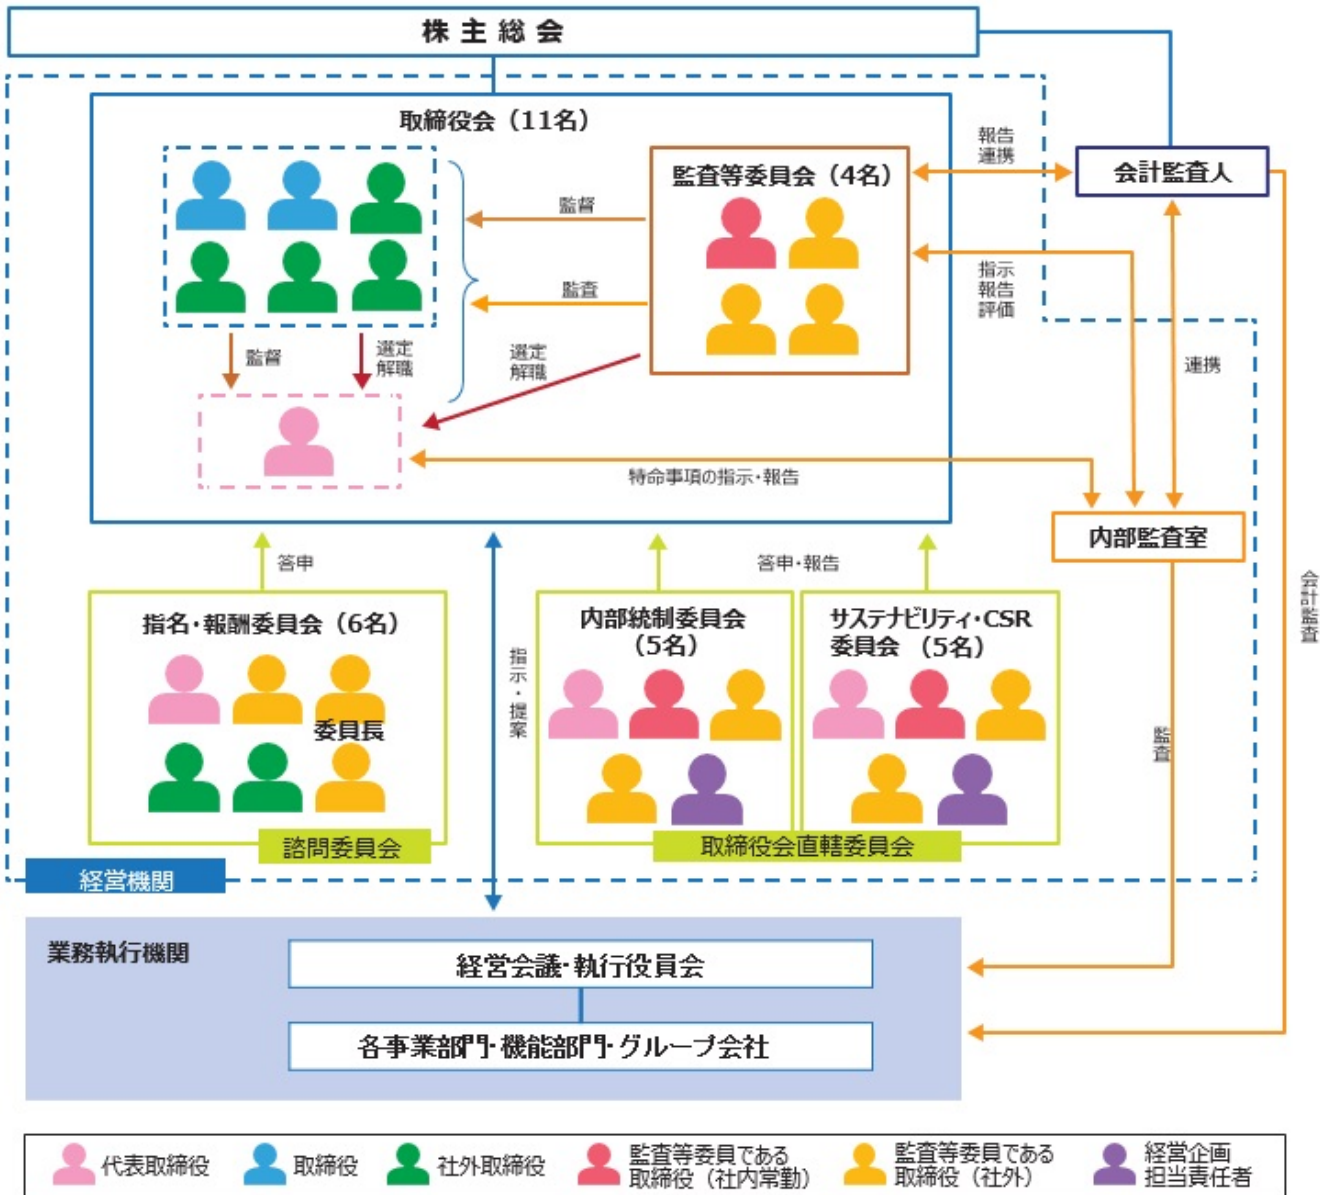 株主総会
取締役会（11名）
監査等委員会（4名）
報告
連携
会計監査人
監督
監査
指示
報告
評価
監督
選定
解職
選定
解職
連携
特命事項の指示・報告
内部監査室
答申
答申・報告
指名・報酬委員会（6名）
委員長
諮問委員会
指示・提案
内部統制委員会
（5名）
サステナビリティ・CSR
委員会 （5名）
取締役会直轄委員会
監査
会計監査
経営機関
業務執行機関
経営会議・執行役員会
各事業部門・機能部門・グループ会社
代表取締役
取締役
社外取締役
監査等委員である
取締役（社内常勤）
監査等委員である
取締役（社外）
経営企画
担当責任者